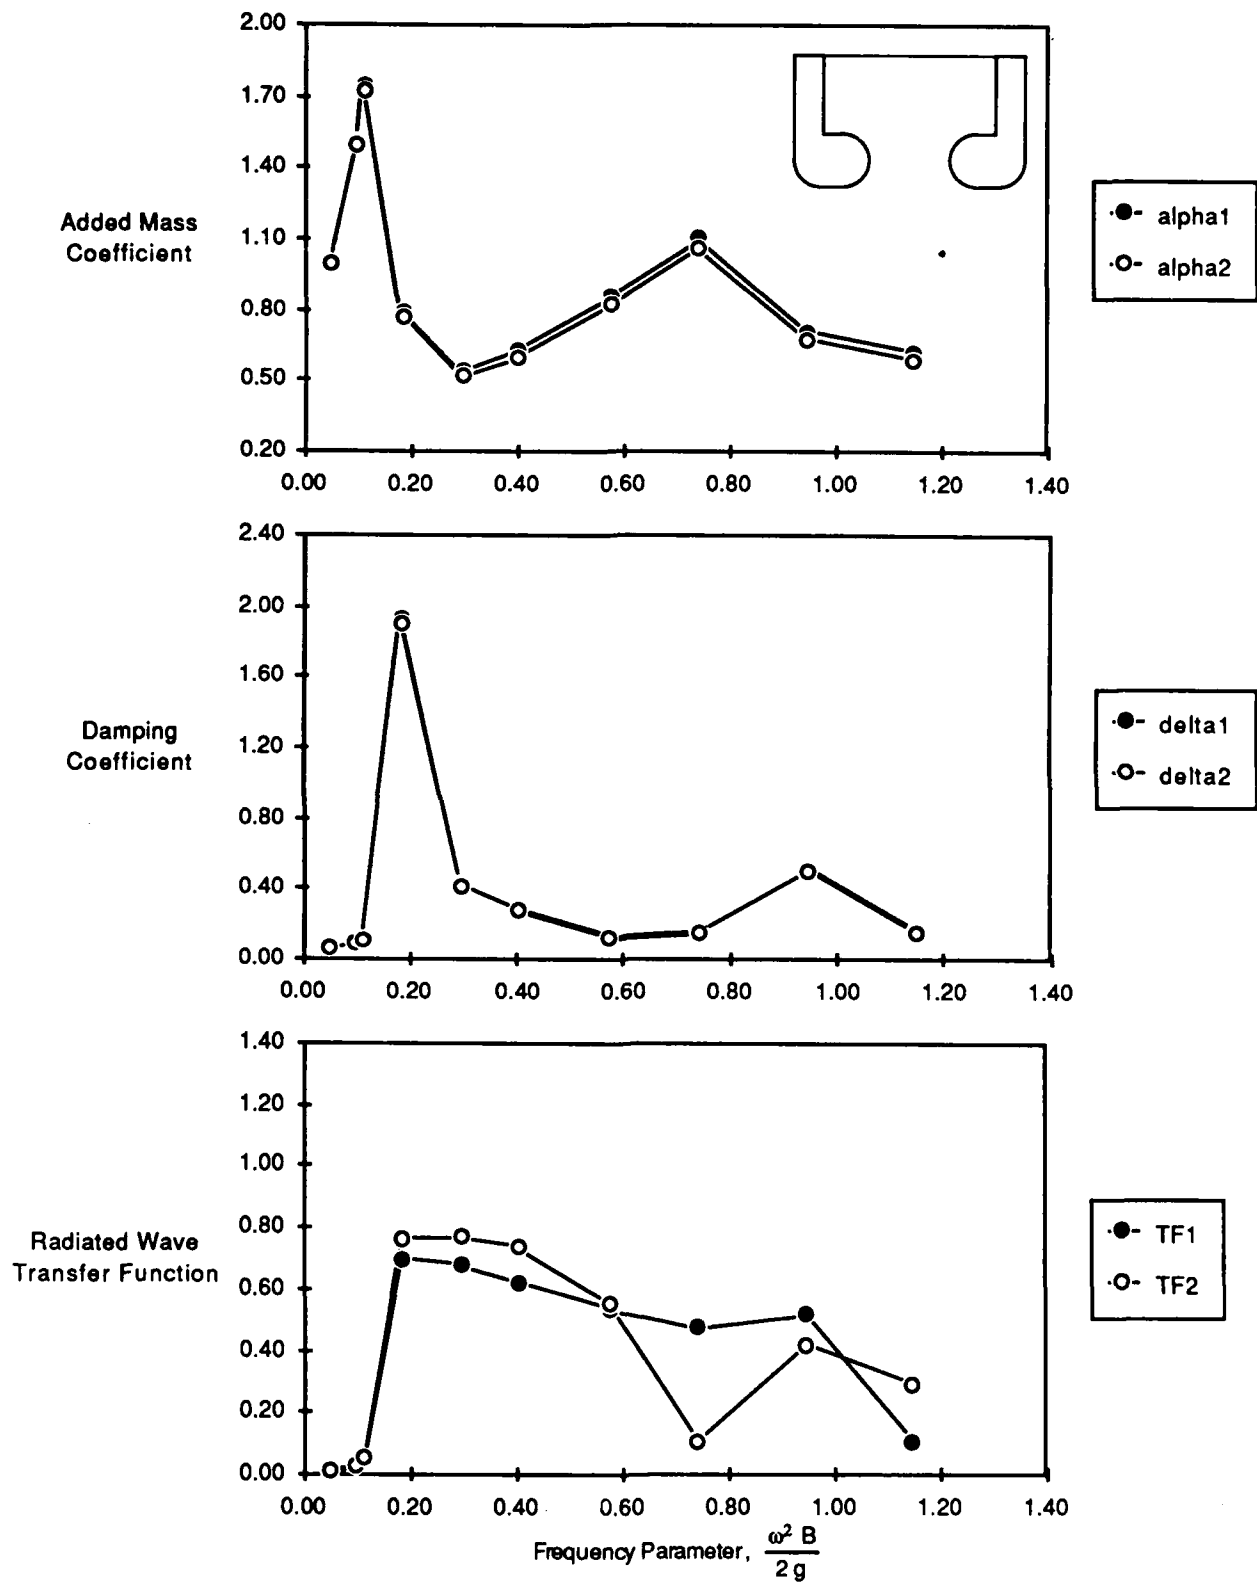 2.00
1.70
1.40
1.10
0.80
0.50
0.20
Added Mass
Coefficient
0.00 0.20 0.40 0.60 0.80 1.00 1.20 1.40
alpha1
alpha2
2.40
2.00
1.60
1.20
0.80
0.40
0.00
Damping
Coefficient
0.00 0.20 0.40 0.60 0.80 1.00 1.20 1.40
delta1
delta2
1.40
1.20
1.00
0.80
0.60
0.40
0.20
0.00
Radiated Wave
Transfer Function
0.00 0.20 0.40 0.60 0.80 1.00 1.20 1.40
TF1
TF2
Frequency Parameter, ω² B
2 g